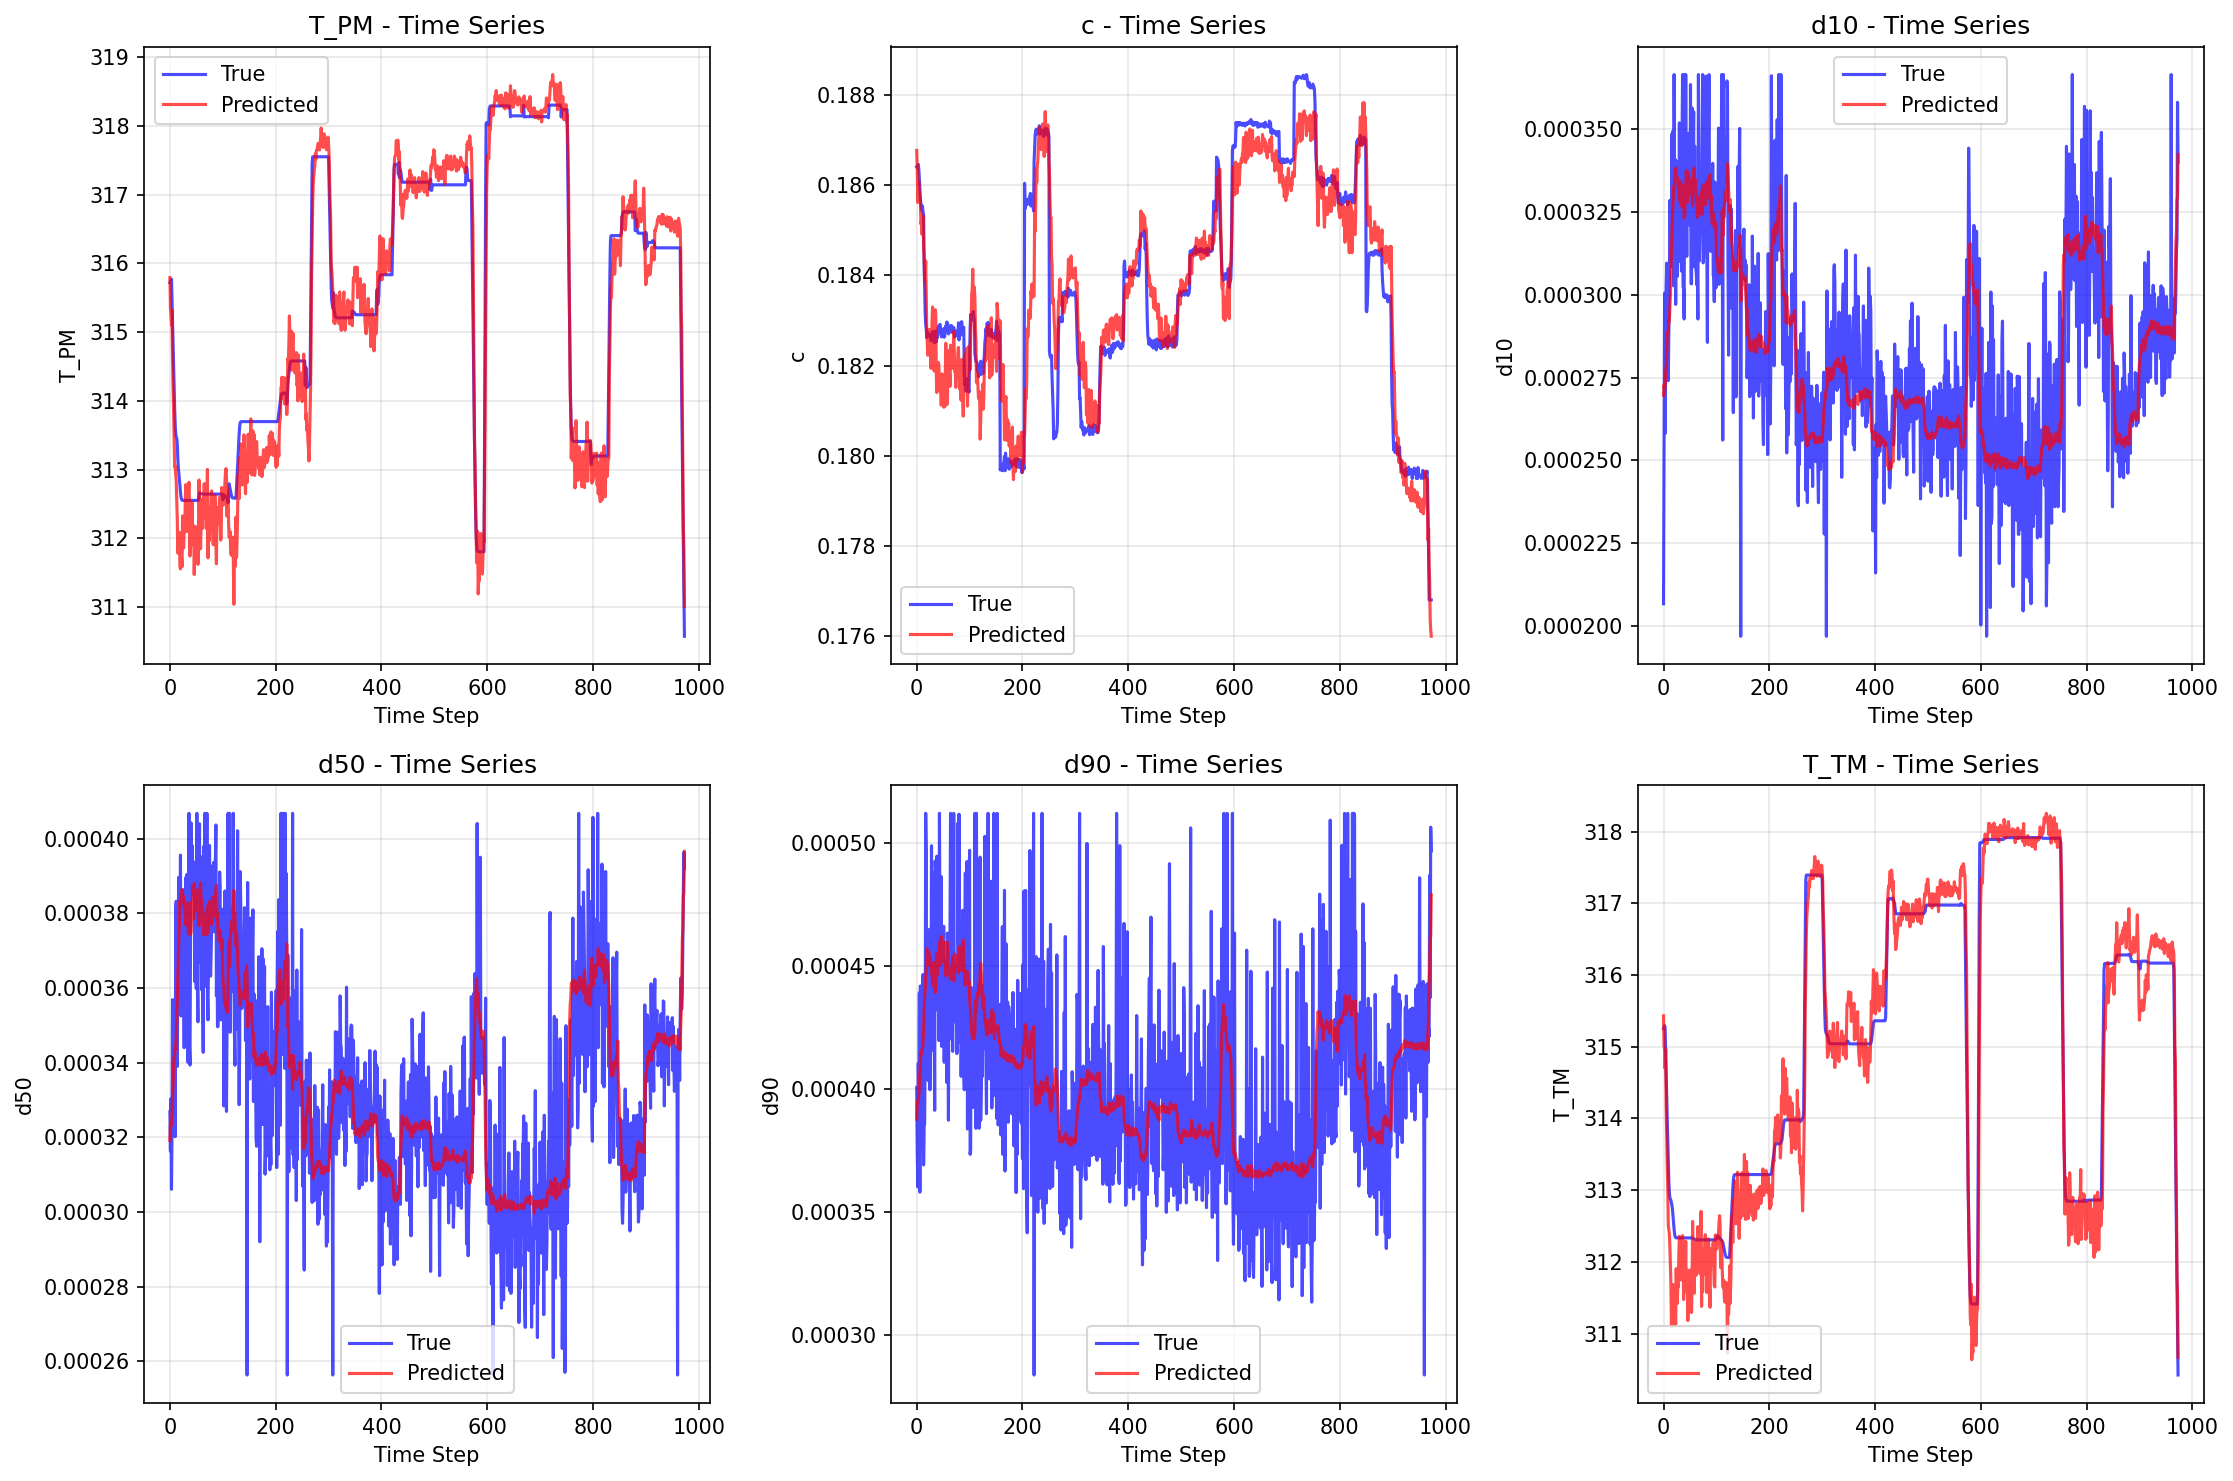 T_PM - Time Series
319
318
317
316
315
314
313
312
311
T_PM
True
Predicted
0 200 400 600 800 1000
Time Step
c - Time Series
0.188
0.186
0.184
0.182
0.180
0.178
0.176
c
True
Predicted
0 200 400 600 800 1000
Time Step
d10 - Time Series
0.000350
0.000325
0.000300
0.000275
0.000250
0.000225
0.000200
d10
True
Predicted
0 200 400 600 800 1000
Time Step
d50 - Time Series
0.00040
0.00038
0.00036
0.00034
0.00032
0.00030
0.00028
0.00026
d50
True
Predicted
0 200 400 600 800 1000
Time Step
d90 - Time Series
0.00050
0.00045
0.00040
0.00035
0.00030
d90
True
Predicted
0 200 400 600 800 1000
Time Step
T_TM - Time Series
318
317
316
315
314
313
312
311
T_TM
True
Predicted
0 200 400 600 800 1000
Time Step